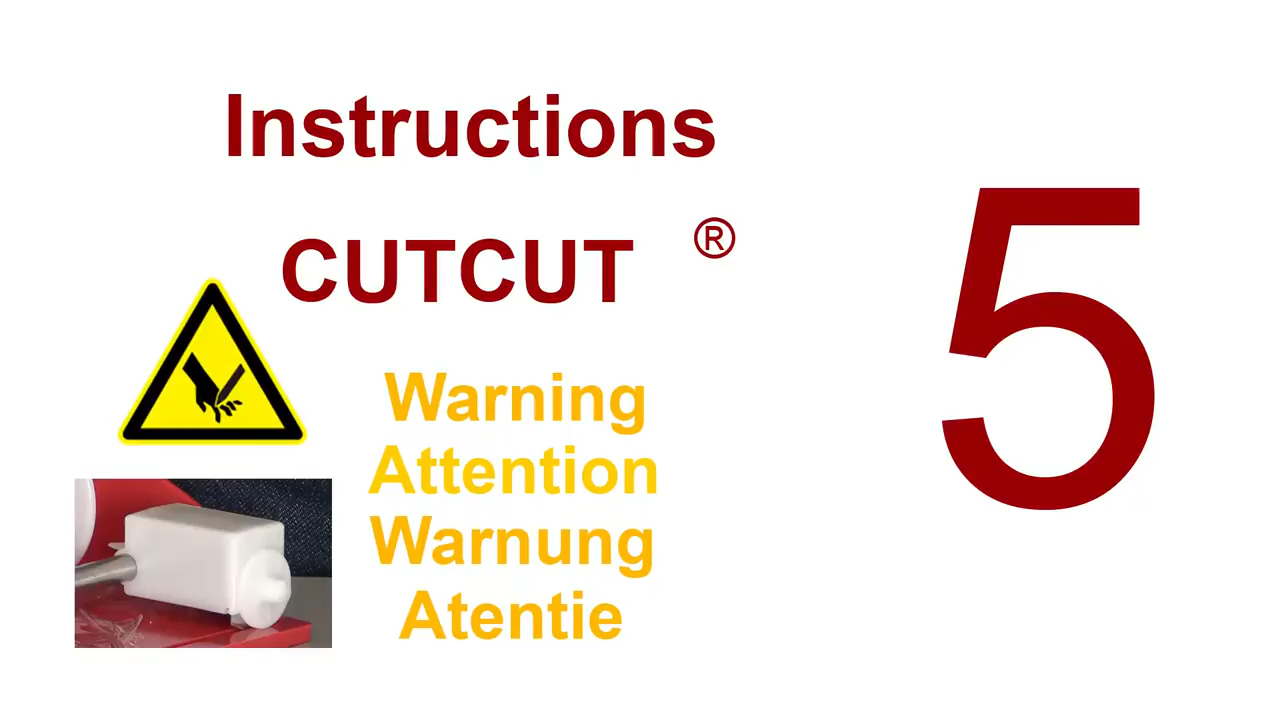 Instructions
CUTCUT ®
Warning
Attention
Warnung
Atentie
5